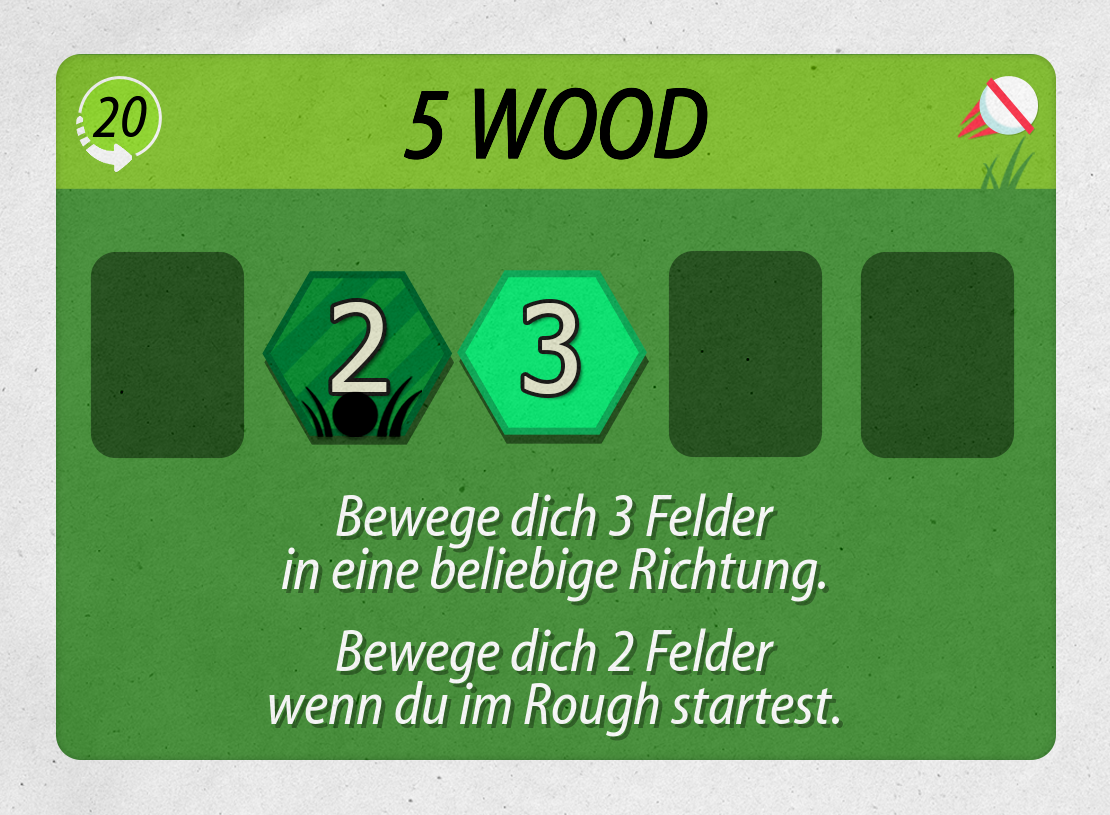 20
5 WOOD
2
3
Bewege dich 3 Felder
in eine beliebige Richtung.
Bewege dich 2 Felder
wenn du im Rough startest.